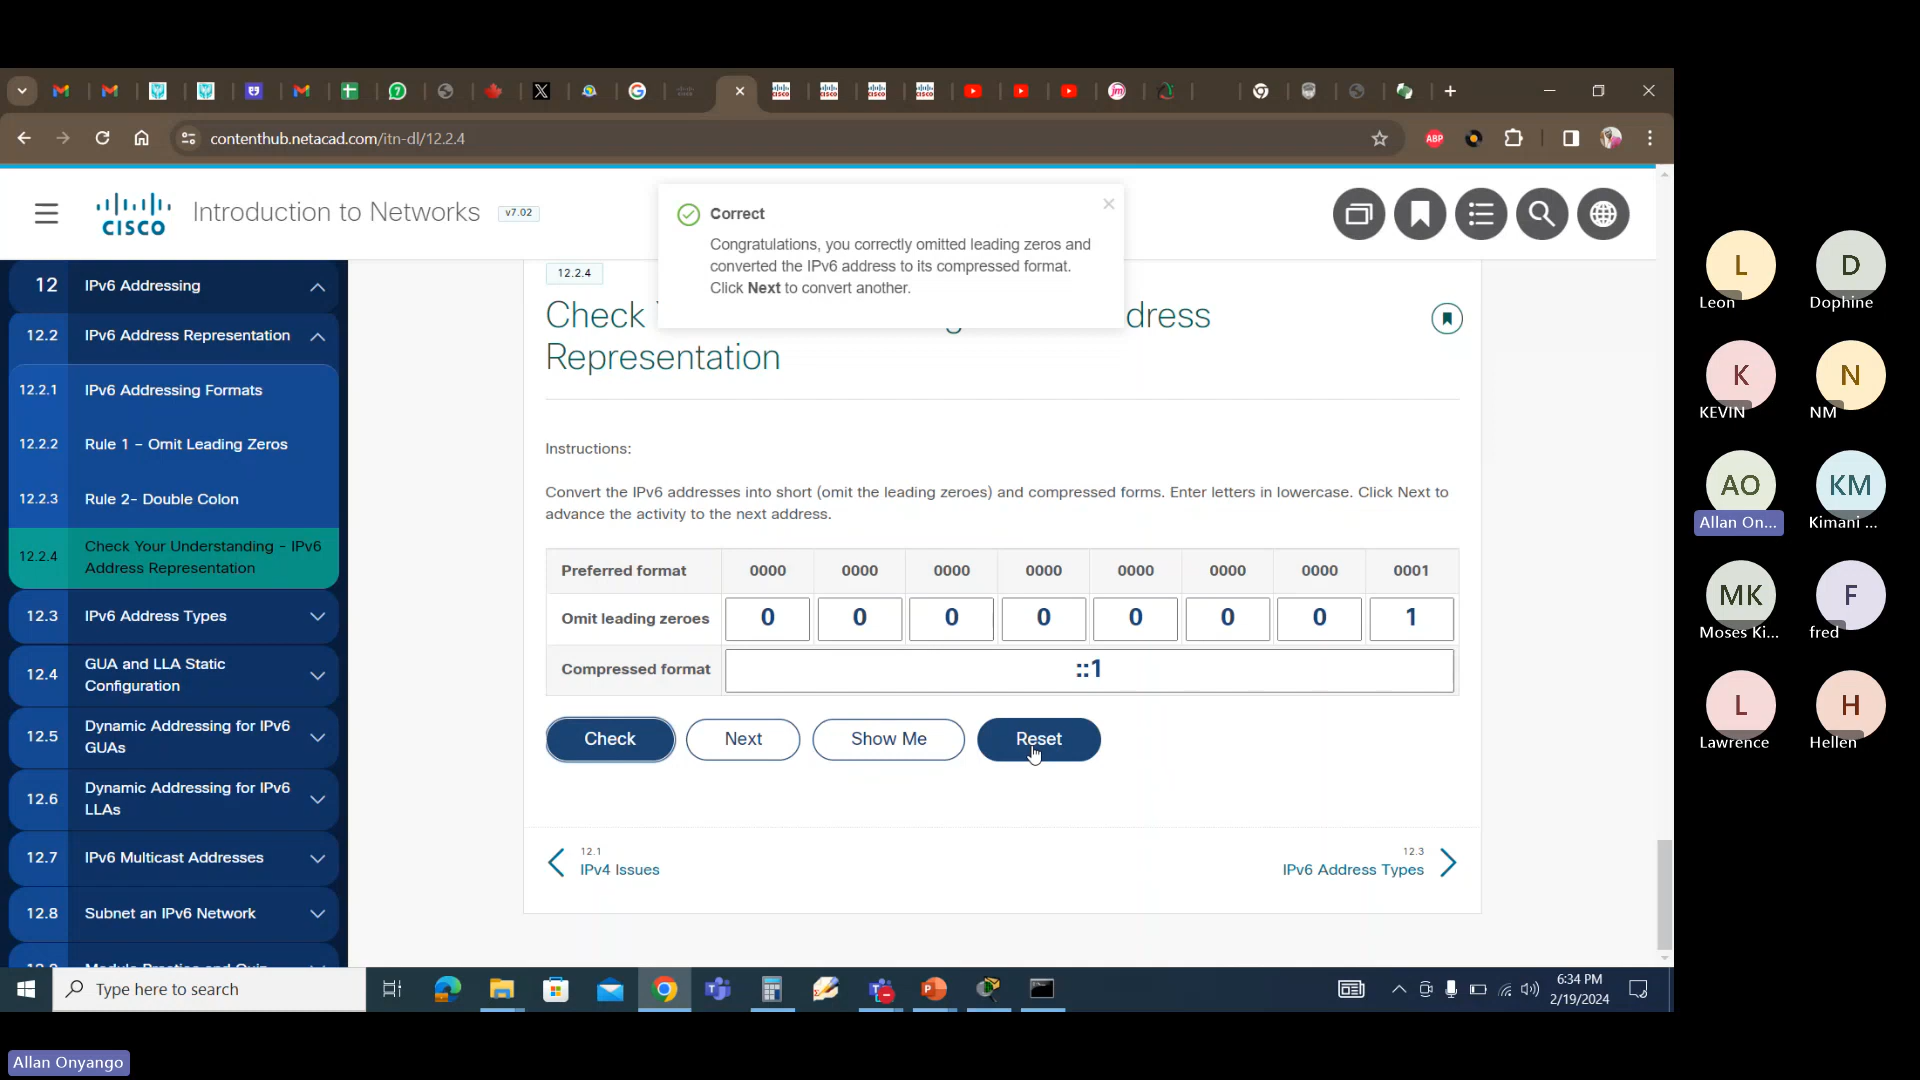 contenthub.netacad.com/itn-dl/12.2.4
ABP
CISCO
Introduction to Networks
v7.02
Correct
Congratulations, you correctly omitted leading zeros and
converted the IPv6 address to its compressed format.
Click Next to convert another.
12 IPv6 Addressing
12.2 IPv6 Address Representation
12.2.1 IPv6 Addressing Formats
12.2.2 Rule 1 – Omit Leading Zeros
12.2.3 Rule 2- Double Colon
12.2.4 Check Your Understanding - IPv6
Address Representation
12.3 IPv6 Address Types
12.4 GUA and LLA Static
Configuration
12.5 Dynamic Addressing for IPv6
GUAs
12.6 Dynamic Addressing for IPv6
LLAs
12.7 IPv6 Multicast Addresses
12.8 Subnet an IPv6 Network
12.2.4
Check
dress
Representation
Instructions:
Convert the IPv6 addresses into short (omit the leading zeroes) and compressed forms. Enter letters in lowercase. Click Next to
advance the activity to the next address.
Preferred format 0000 0000 0000 0000 0000 0000 0000 0001
Omit leading zeroes 0 0 0 0 0 0 0 1
Compressed format ::1
Check Next Show Me Reset
12.1
IPv4 Issues
12.3
IPv6 Address Types
Type here to search
6:34 PM
2/19/2024
L
Leon
D
Dophine
K
KEVIN
N
NM
AO
Allan On...
KM
Kimani ...
MK
Moses Ki...
F
fred
L
Lawrence
H
Hellen
Allan Onyango